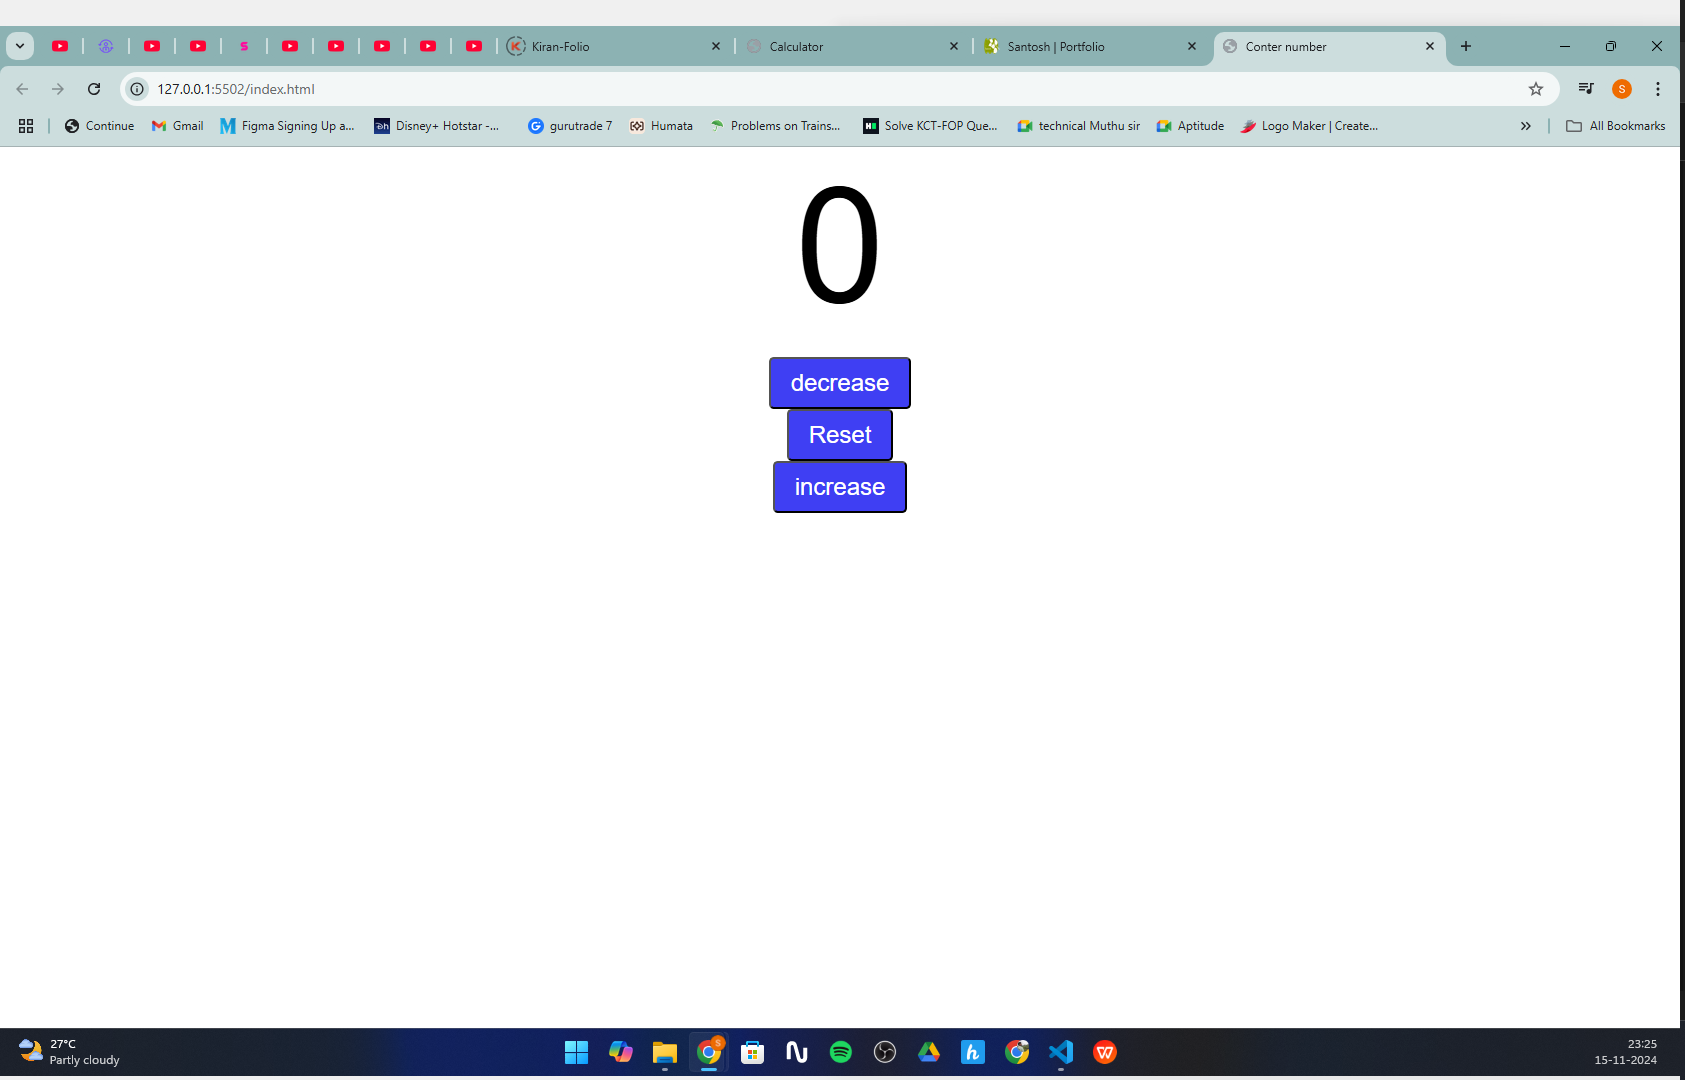 Kiran-Folio
Calculator
Santosh | Portfolio
Conter number
127.0.0.1:5502/index.html
S
Continue
Gmail
Figma Signing Up a...
Disney+ Hotstar -...
gurutrade 7
Humata
Problems on Trains...
Solve KCT-FOP Que...
technical Muthu sir
Aptitude
Logo Maker | Create...
All Bookmarks
0
decrease
Reset
increase
27°C
Partly cloudy
23:25
15-11-2024